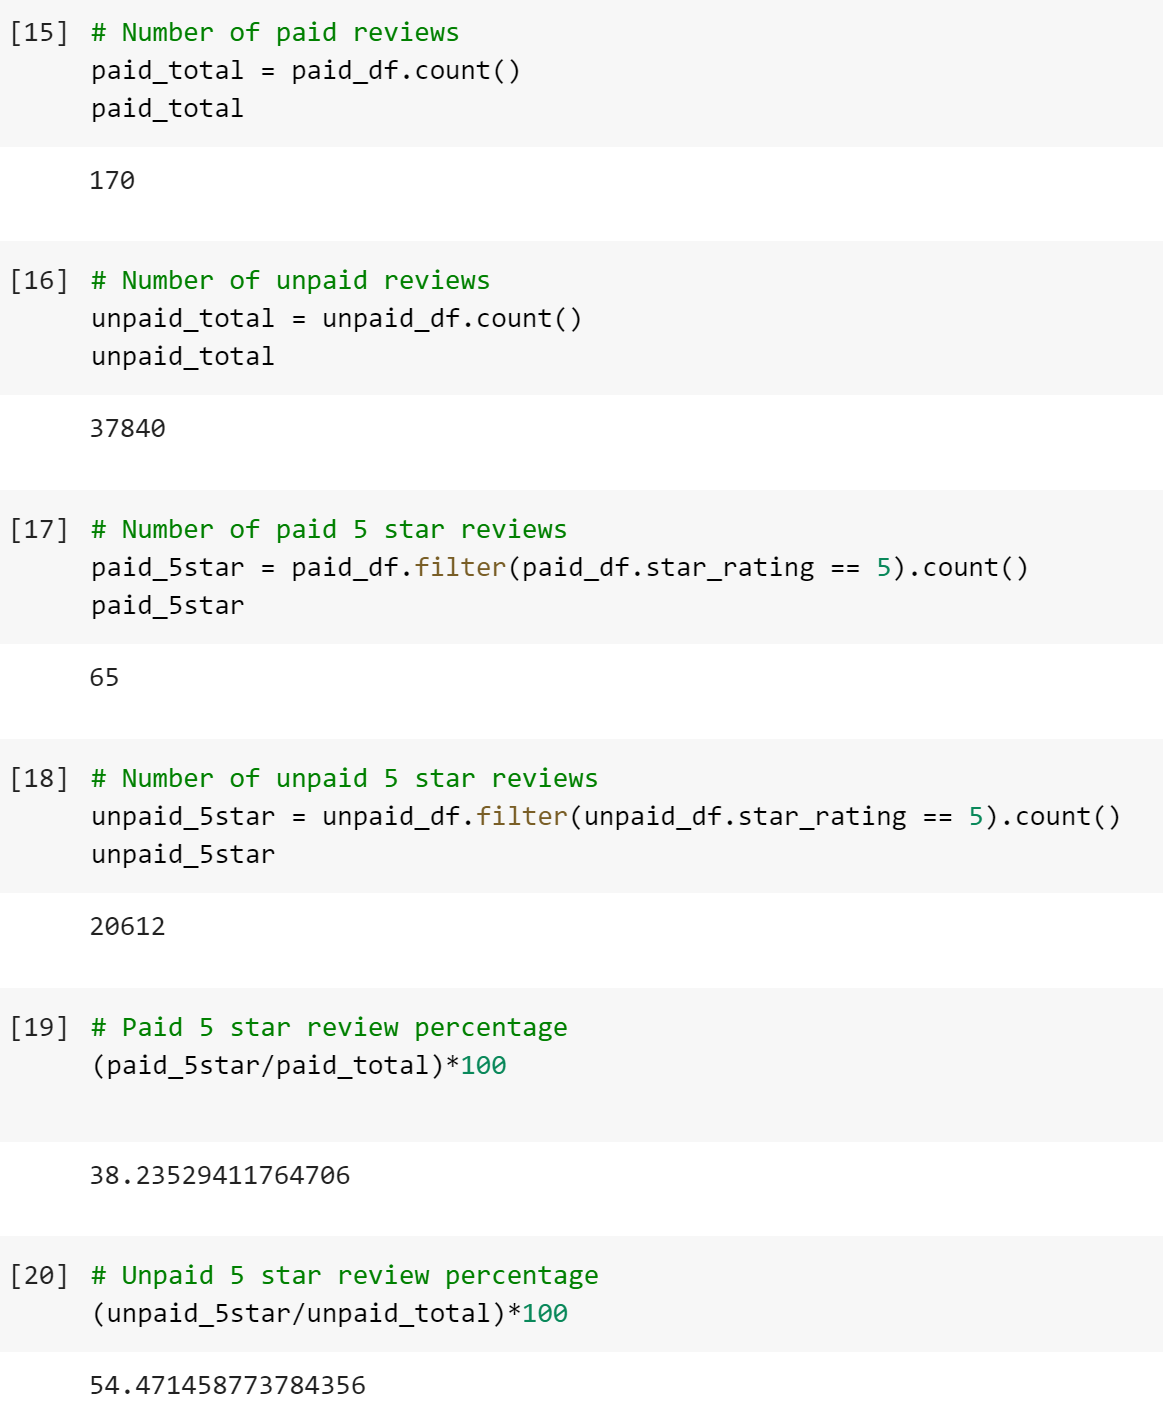 [15] # Number of paid reviews
paid_total = paid_df.count()
paid_total
170
[16] # Number of unpaid reviews
unpaid_total = unpaid_df.count()
unpaid_total
37840
[17] # Number of paid 5 star reviews
paid_5star = paid_df.filter(paid_df.star_rating == 5).count()
paid_5star
65
[18] # Number of unpaid 5 star reviews
unpaid_5star = unpaid_df.filter(unpaid_df.star_rating == 5).count()
unpaid_5star
20612
[19] # Paid 5 star review percentage
(paid_5star/paid_total)*100
38.23529411764706
[20] # Unpaid 5 star review percentage
(unpaid_5star/unpaid_total)*100
54.471458773784356